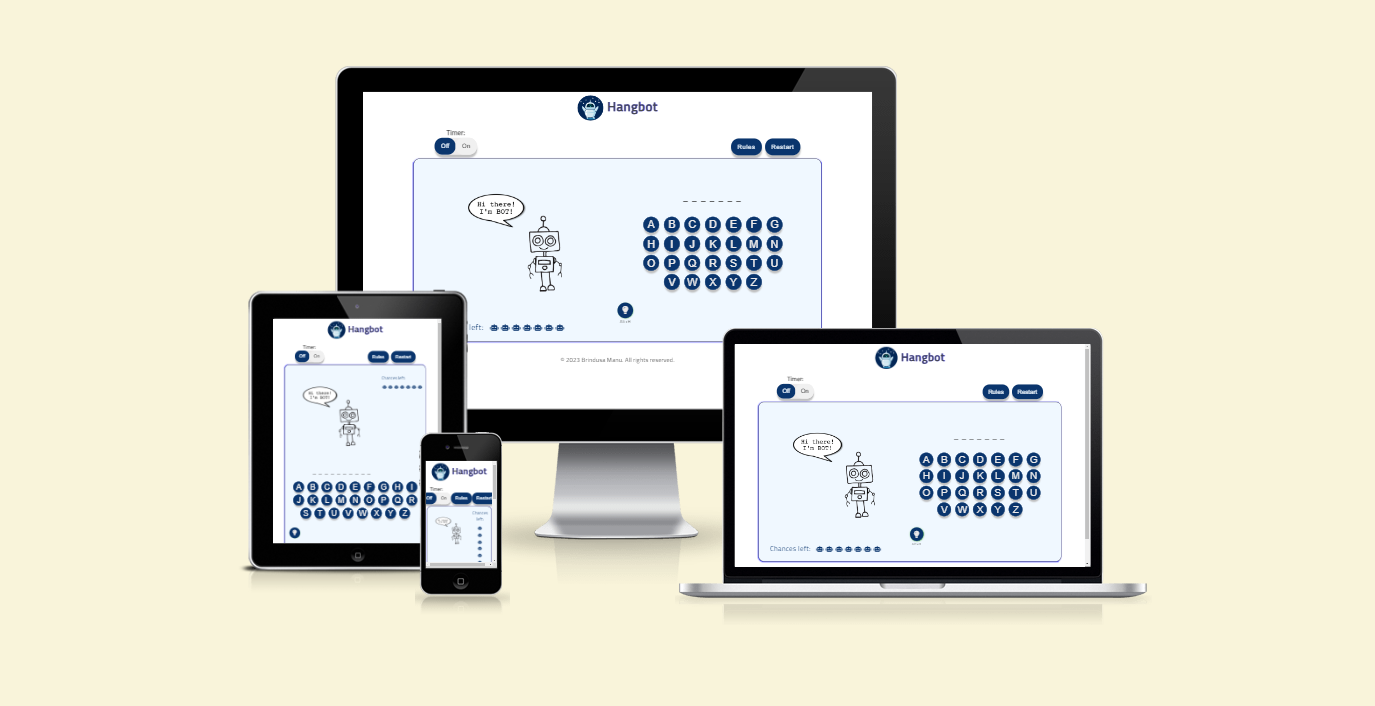 Hangbot
Timer:
Off On
Rules Restart
Hi there!
I'm BOT!
A B C D E F G
H I J K L M N
O P Q R S T U
V W X Y Z
left:
© 2023 Brindusa Manu. All rights reserved.
Hangbot
Timer:
Off On
Rules Restart
Chances left:
Hi there!
I'm BOT!
A B C D E F G H I
J K L M N O P Q R
S T U V W X Y Z
Hangbot
Timer:
Off On Rules Restart
Chances
left:
Hangbot
Timer:
Off On
Rules Restart
Hi there!
I'm BOT!
A B C D E F G
H I J K L M N
O P Q R S T U
V W X Y Z
Chances left: